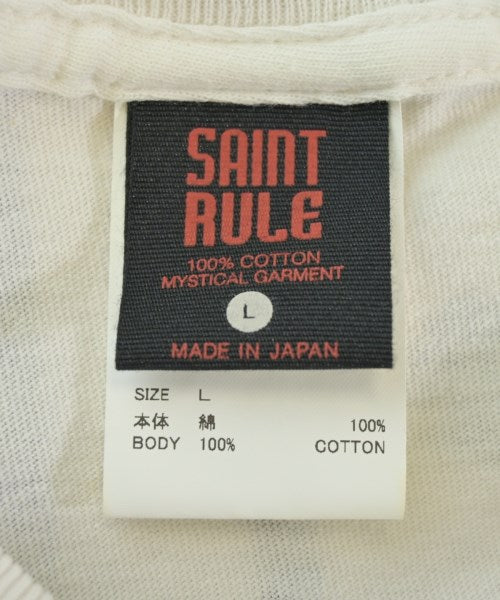 SAINT
RULE
100% COTTON
MYSTICAL GARMENT
L
MADE IN JAPAN
SIZE L
本体 綿 100%
BODY 100% COTTON